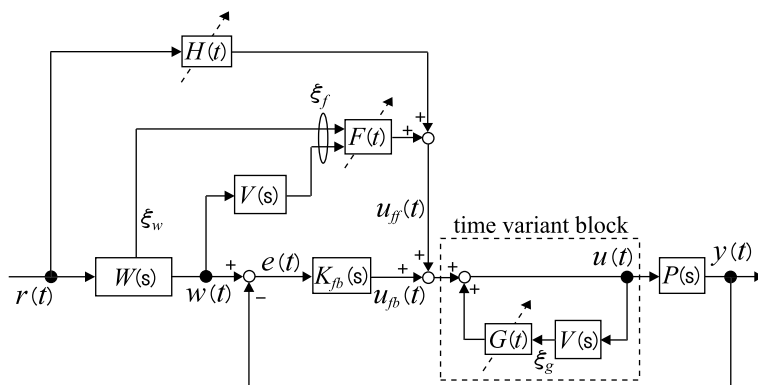 H(t)
ξf
+
+ F(t)
V(s)
ξw
uff(t)
time variant block
+ e(t) + + + u(t) y(t)
r(t) W(s) w(t) − Kfb(s) ufb(t) + P(s)
G(t) V(s)
ξg